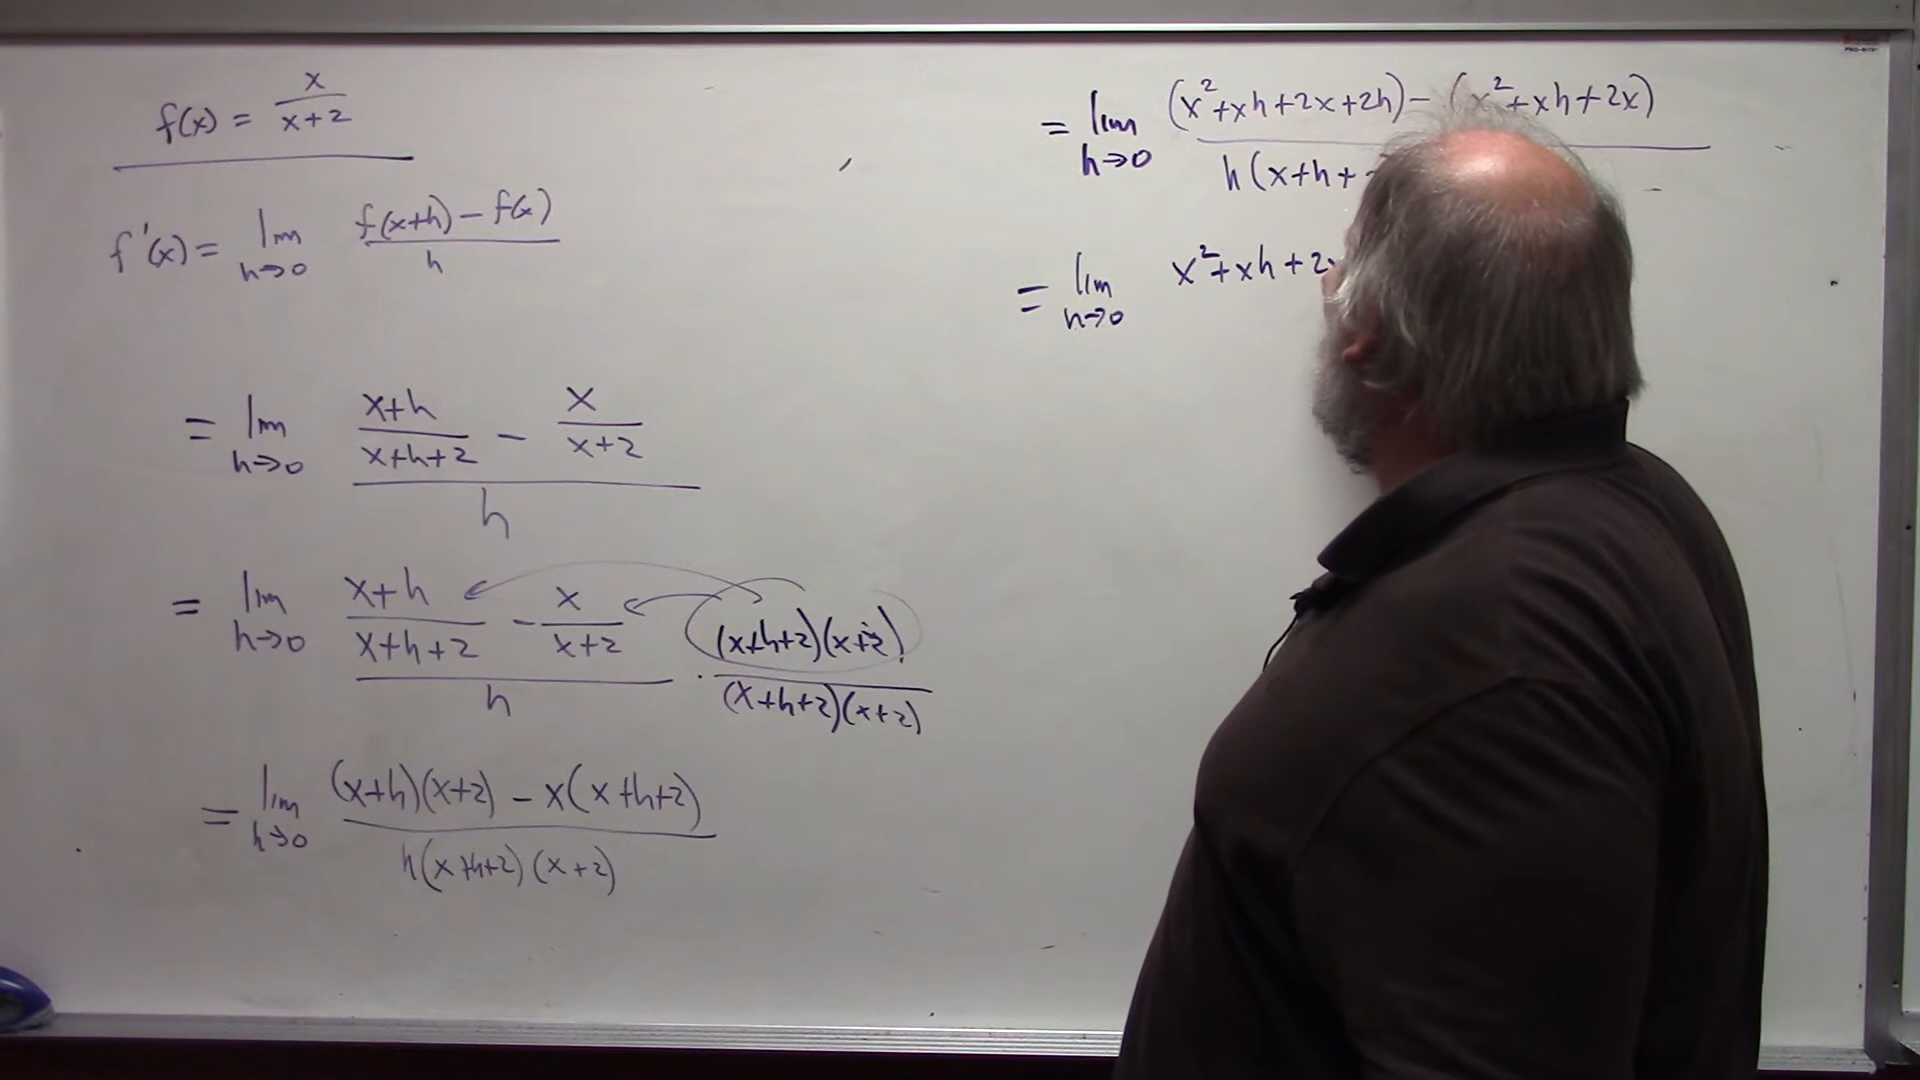 f(x) = x/(x+2)
f'(x) = lim h→0 (f(x+h) - f(x))/h
= lim h→0 ((x+h)/(x+h+2) - x/(x+2))/h
= lim h→0 ((x+h)/(x+h+2) - x/(x+2))/h · ((x+h+2)(x+2))/((x+h+2)(x+2))
= lim h→0 ((x+h)(x+2) - x(x+h+2))/(h(x+h+2)(x+2))
= lim h→0 ((x²+xh+2x+2h) - (x²+xh+2x))/(h(x+h+
= lim h→0 x²+xh+2x